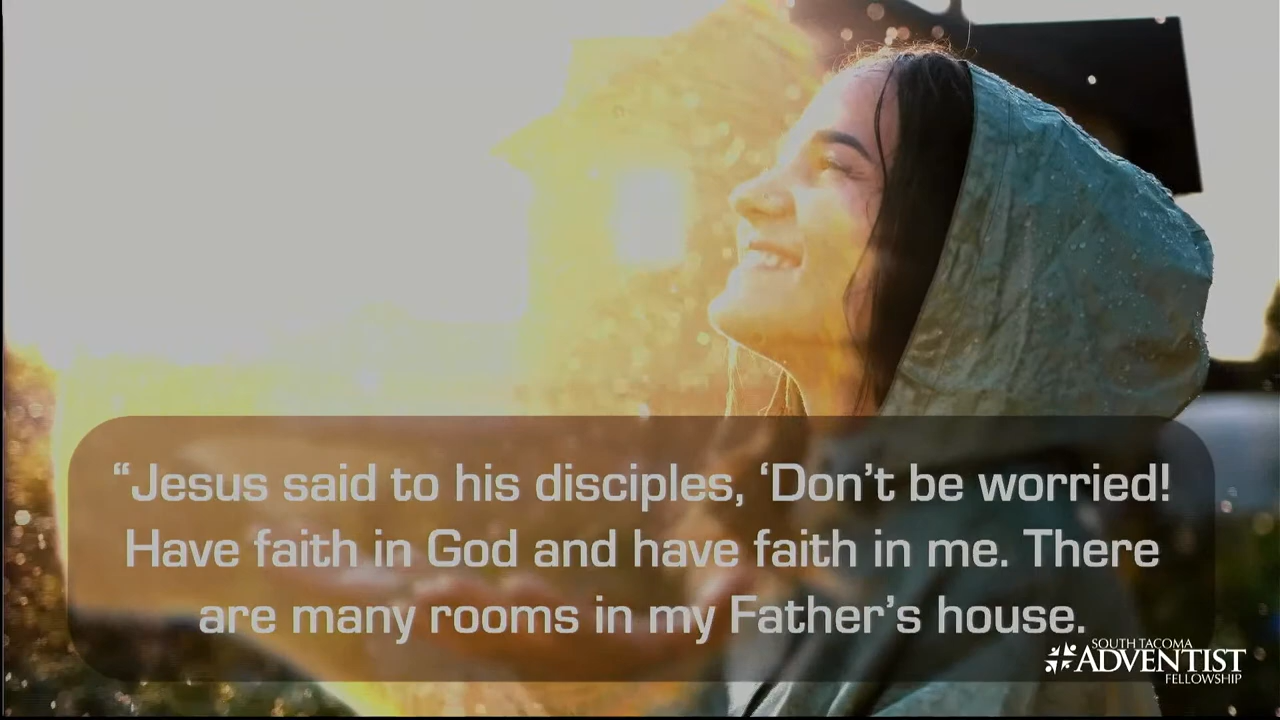 “Jesus said to his disciples, ‘Don’t be worried!
Have faith in God and have faith in me. There
are many rooms in my Father’s house.
SOUTH TACOMA
#ADVENTIST
FELLOWSHIP